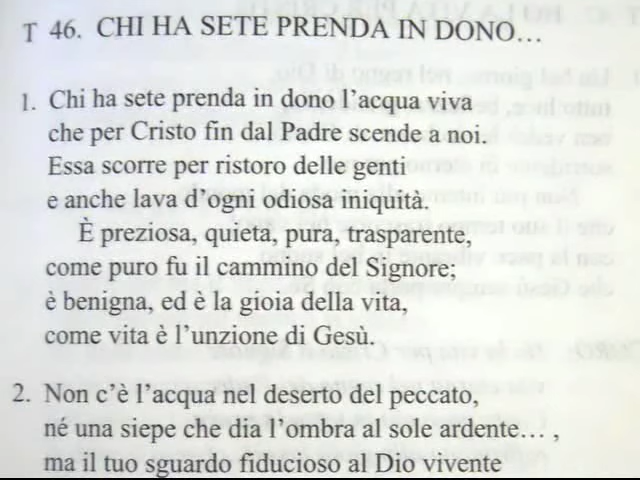 T 46. CHI HA SETE PRENDA IN DONO…
1. Chi ha sete prenda in dono l'acqua viva
che per Cristo fin dal Padre scende a noi.
Essa scorre per ristoro delle genti
e anche lava d'ogni odiosa iniquità.
È preziosa, quieta, pura, trasparente,
come puro fu il cammino del Signore;
è benigna, ed è la gioia della vita,
come vita è l'unzione di Gesù.
2. Non c'è l'acqua nel deserto del peccato,
né una siepe che dia l'ombra al sole ardente… ,
ma il tuo sguardo fiducioso al Dio vivente